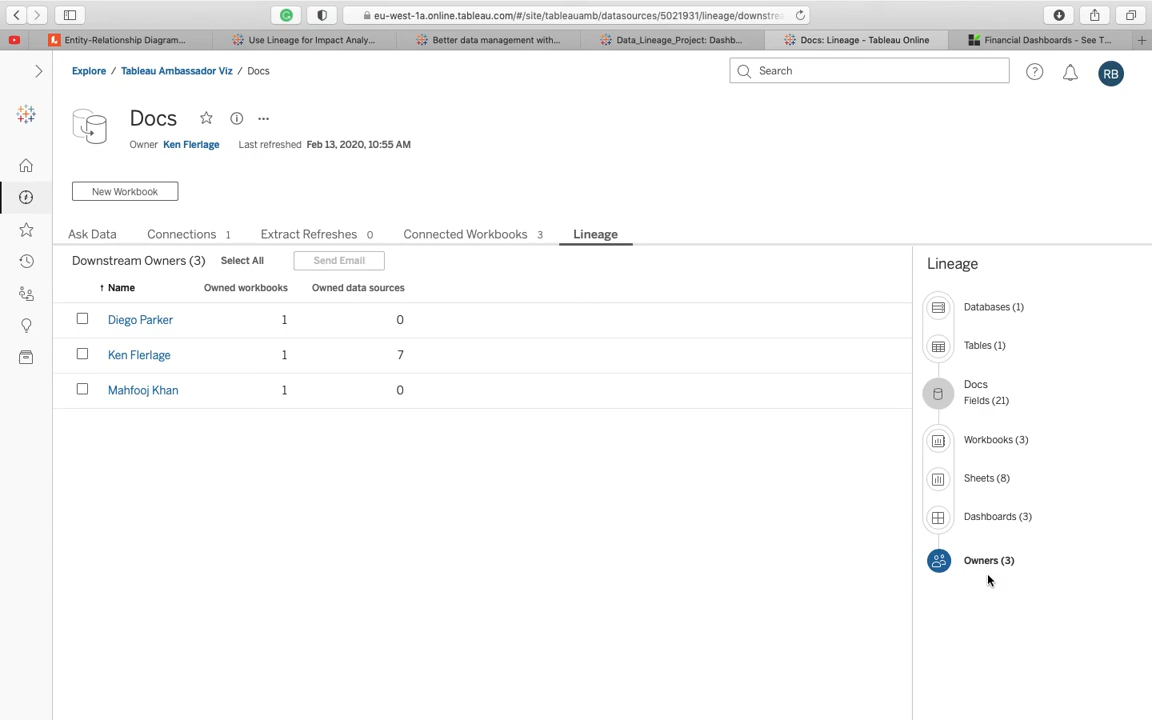 eu-west-1a.online.tableau.com/#/site/tableauamb/datasources/5021931/lineage/downstrea
Entity-Relationship Diagram...
Use Lineage for Impact Analy...
Better data management with...
Data_Lineage_Project: Dashb...
Docs: Lineage - Tableau Online
Financial Dashboards - See T...
Explore / Tableau Ambassador Viz / Docs
Search
RB
Docs
Owner Ken Flerlage Last refreshed Feb 13, 2020, 10:55 AM
New Workbook
Ask Data
Connections 1
Extract Refreshes 0
Connected Workbooks 3
Lineage
Downstream Owners (3) Select All Send Email
↑ Name Owned workbooks Owned data sources
Diego Parker 1 0
Ken Flerlage 1 7
Mahfooj Khan 1 0
Lineage
Databases (1)
Tables (1)
Docs
Fields (21)
Workbooks (3)
Sheets (8)
Dashboards (3)
Owners (3)